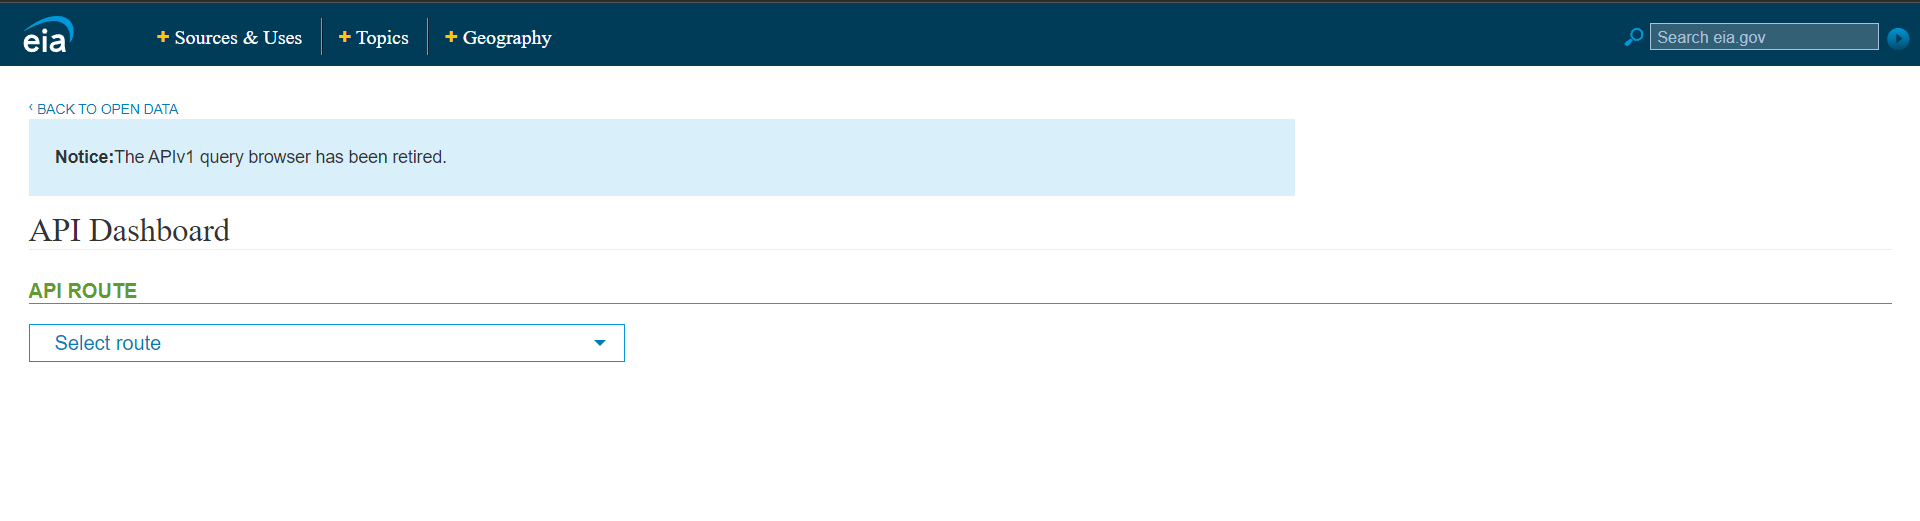 eia
+ Sources & Uses
+ Topics
+ Geography
Search eia.gov
‹ BACK TO OPEN DATA
Notice:The APIv1 query browser has been retired.
API Dashboard
API ROUTE
Select route